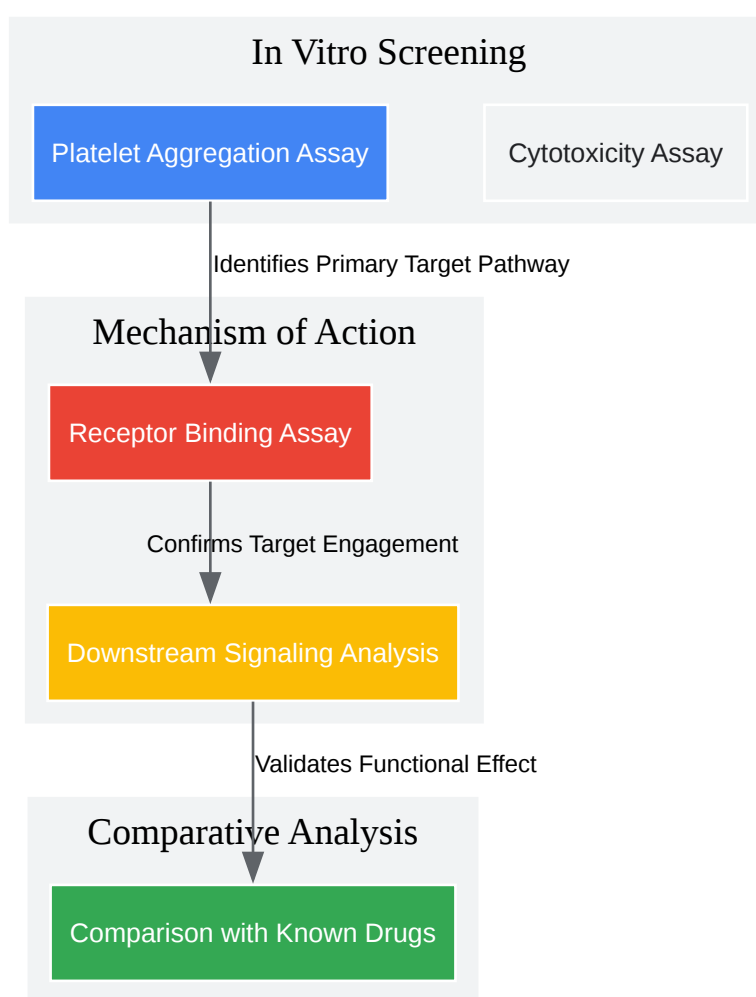 In Vitro Screening
Platelet Aggregation Assay
Cytotoxicity Assay
Identifies Primary Target Pathway
Mechanism of Action
Receptor Binding Assay
Confirms Target Engagement
Downstream Signaling Analysis
Validates Functional Effect
Comparative Analysis
Comparison with Known Drugs